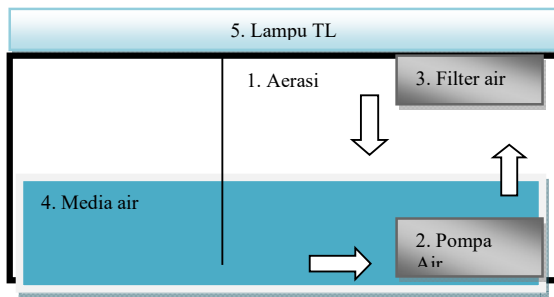 5. Lampu TL
1. Aerasi
3. Filter air
4. Media air
2. Pompa
Air